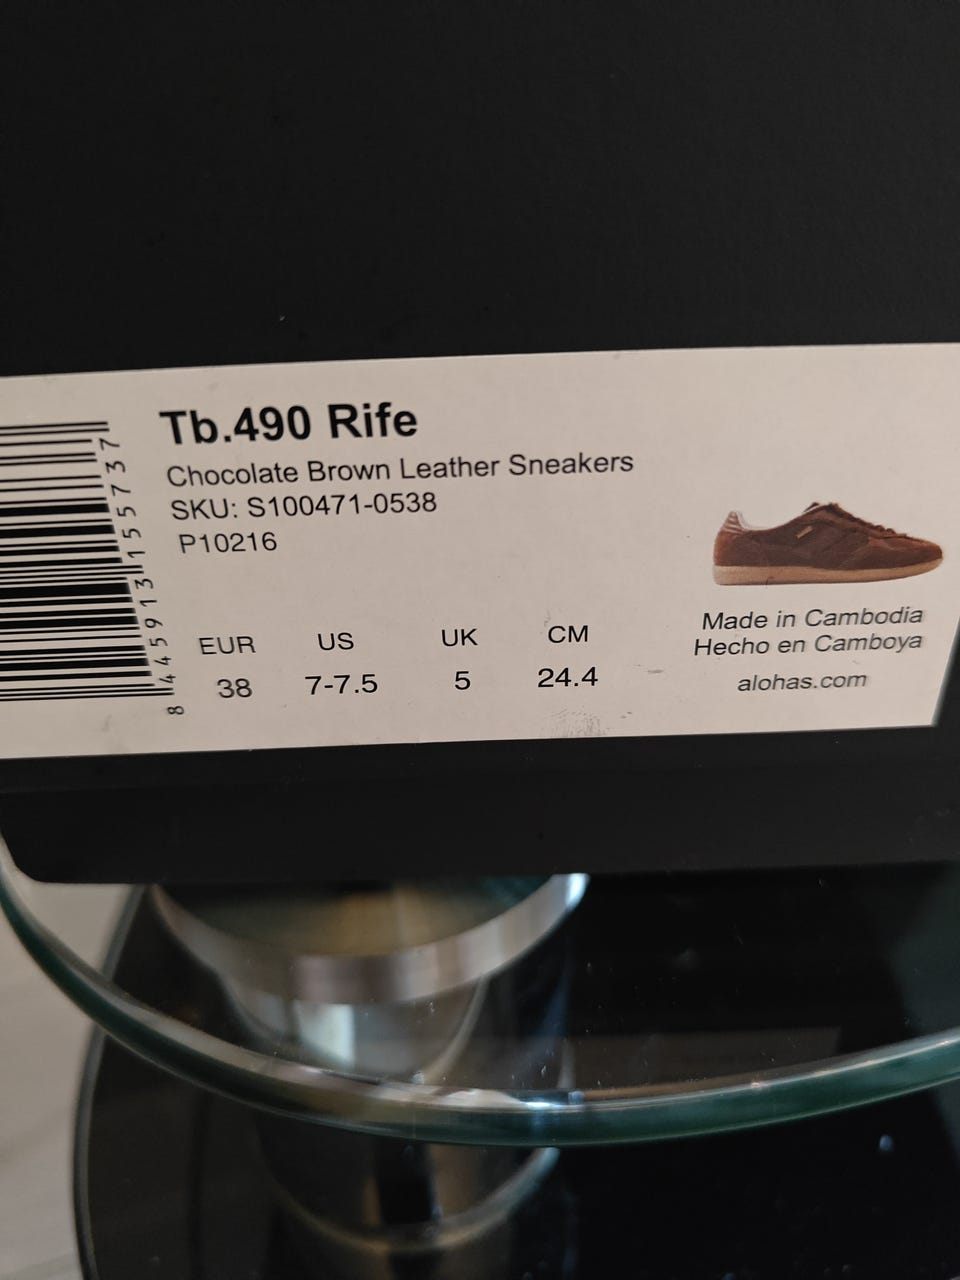 Tb.490 Rife
Chocolate Brown Leather Sneakers
SKU: S100471-0538
P10216
8 445913 155737
EUR US UK CM
38 7-7.5 5 24.4
Made in Cambodia
Hecho en Camboya
alohas.com